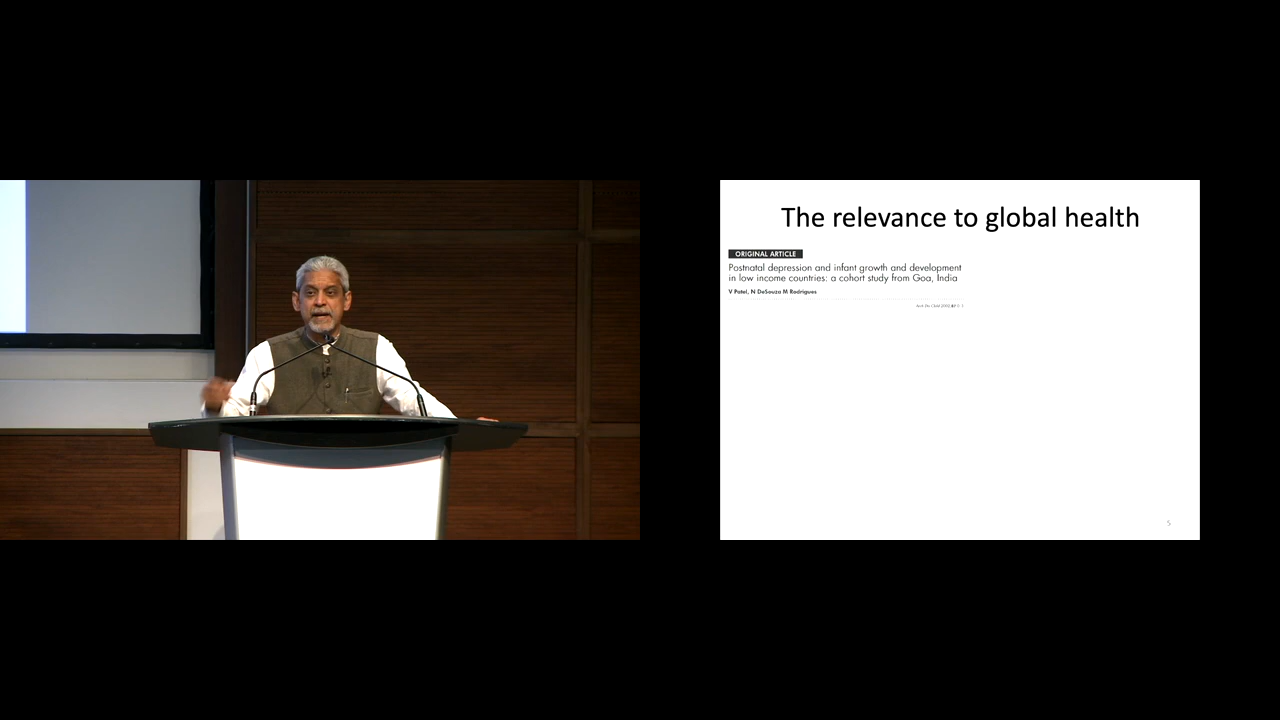 The relevance to global health
ORIGINAL ARTICLE
Postnatal depression and infant growth and development
in low income countries: a cohort study from Goa, India
V Patel, N DeSouza M Rodrigues
5